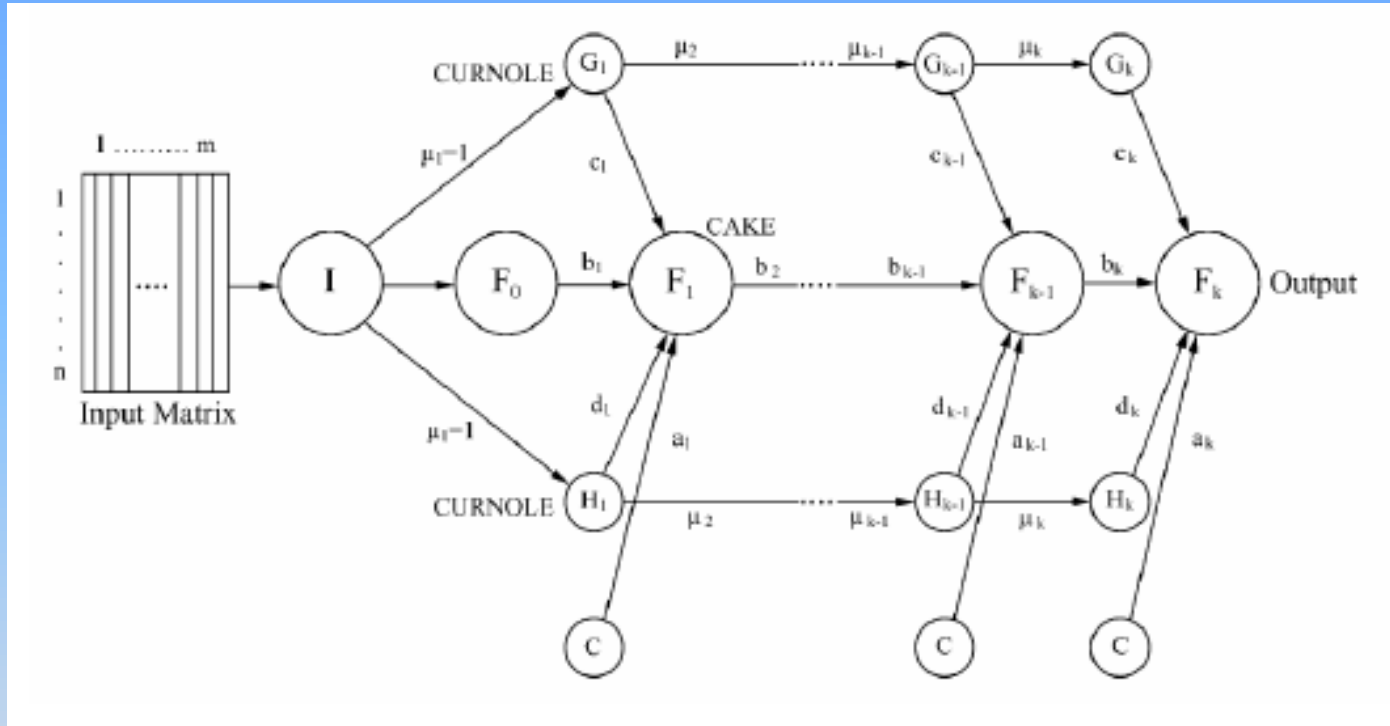 G₁ μ₂ .... μₖ₋₁ Gₖ₋₁ μₖ Gₖ
CURNOLE
1 ......... m
μ₁=1 c₁ cₖ₋₁ cₖ
1
.
.
.
.
.
n
CAKE
.... I F₀ b₁ F₁ b₂ .... bₖ₋₁ Fₖ₋₁ bₖ Fₖ Output
Input Matrix
μ₁=1 d₁ a₁ dₖ₋₁ aₖ₋₁ dₖ aₖ
CURNOLE
H₁ μ₂ .... μₖ₋₁ Hₖ₋₁ μₖ Hₖ
C C C